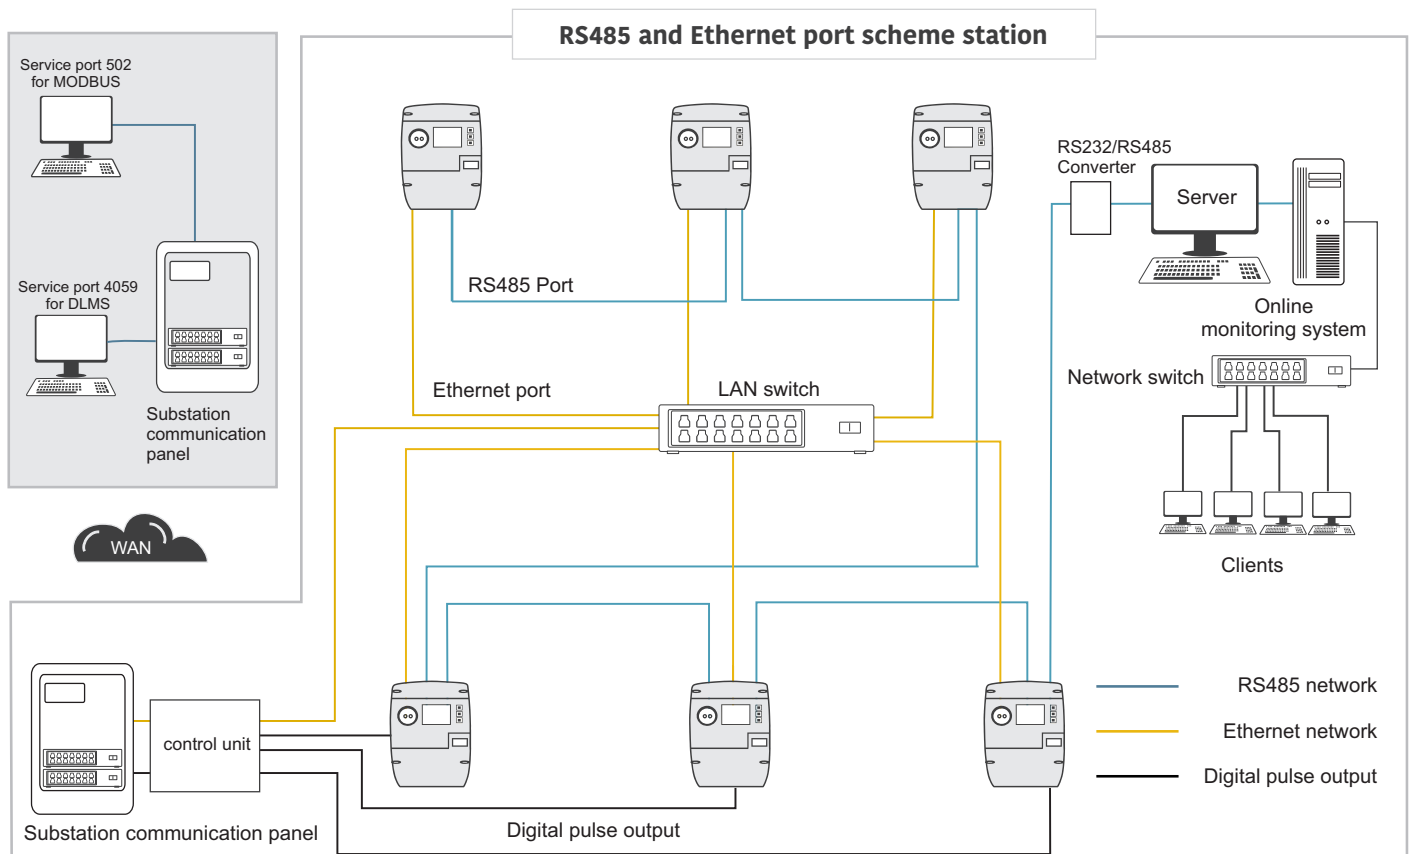 RS485 and Ethernet port scheme station
Service port 502
for MODBUS
Service port 4059
for DLMS
Substation
communication
panel
WAN
RS485 Port
Ethernet port
LAN switch
RS232/RS485
Converter
Server
Online
monitoring system
Network switch
Clients
control unit
Substation communication panel
Digital pulse output
RS485 network
Ethernet network
Digital pulse output